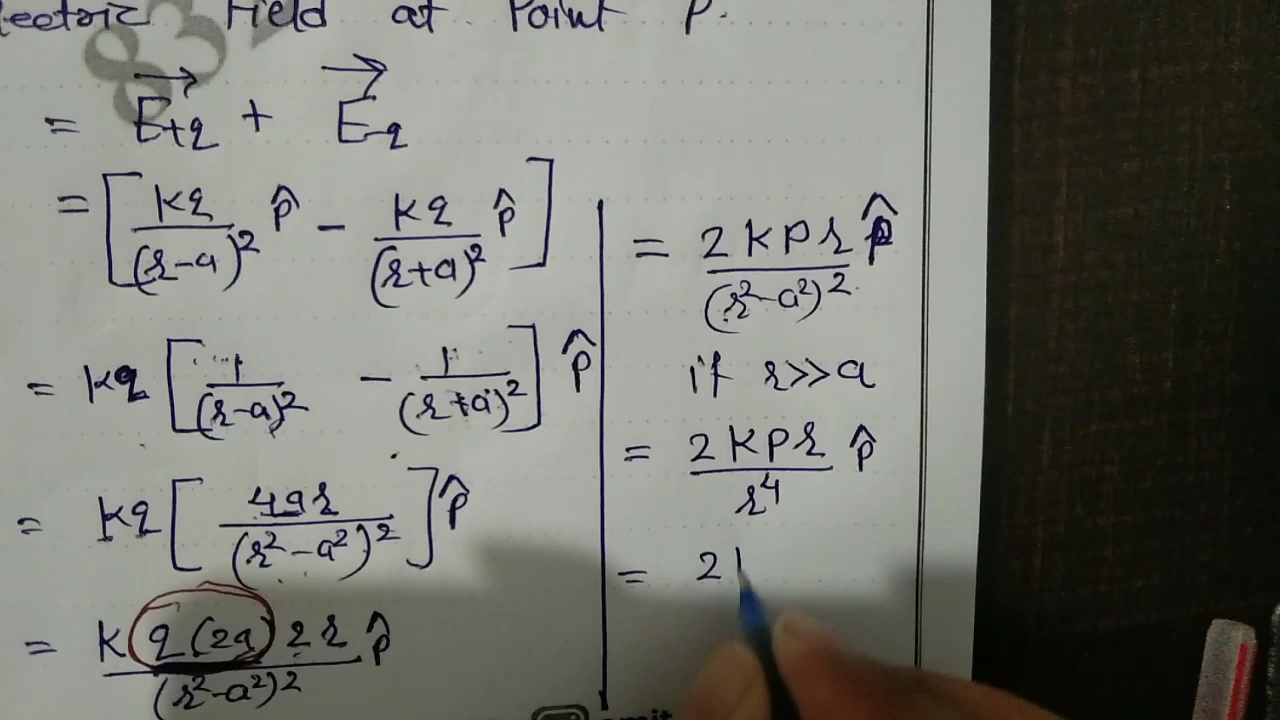 Field at Point P.
= E⃗+q + E⃗-q
= [kq/(r-a)² p̂ - kq/(r+a)² p̂]
= kq [1/(r-a)² - 1/(r+a)²] p̂
= kq [4ar/(r²-a²)²] p̂
= k q(2a) 2r/(r²-a²)² p̂
= 2kpr/(r²-a²)² p̂
if r>>a
= 2kpr/r⁴ p̂
= 2